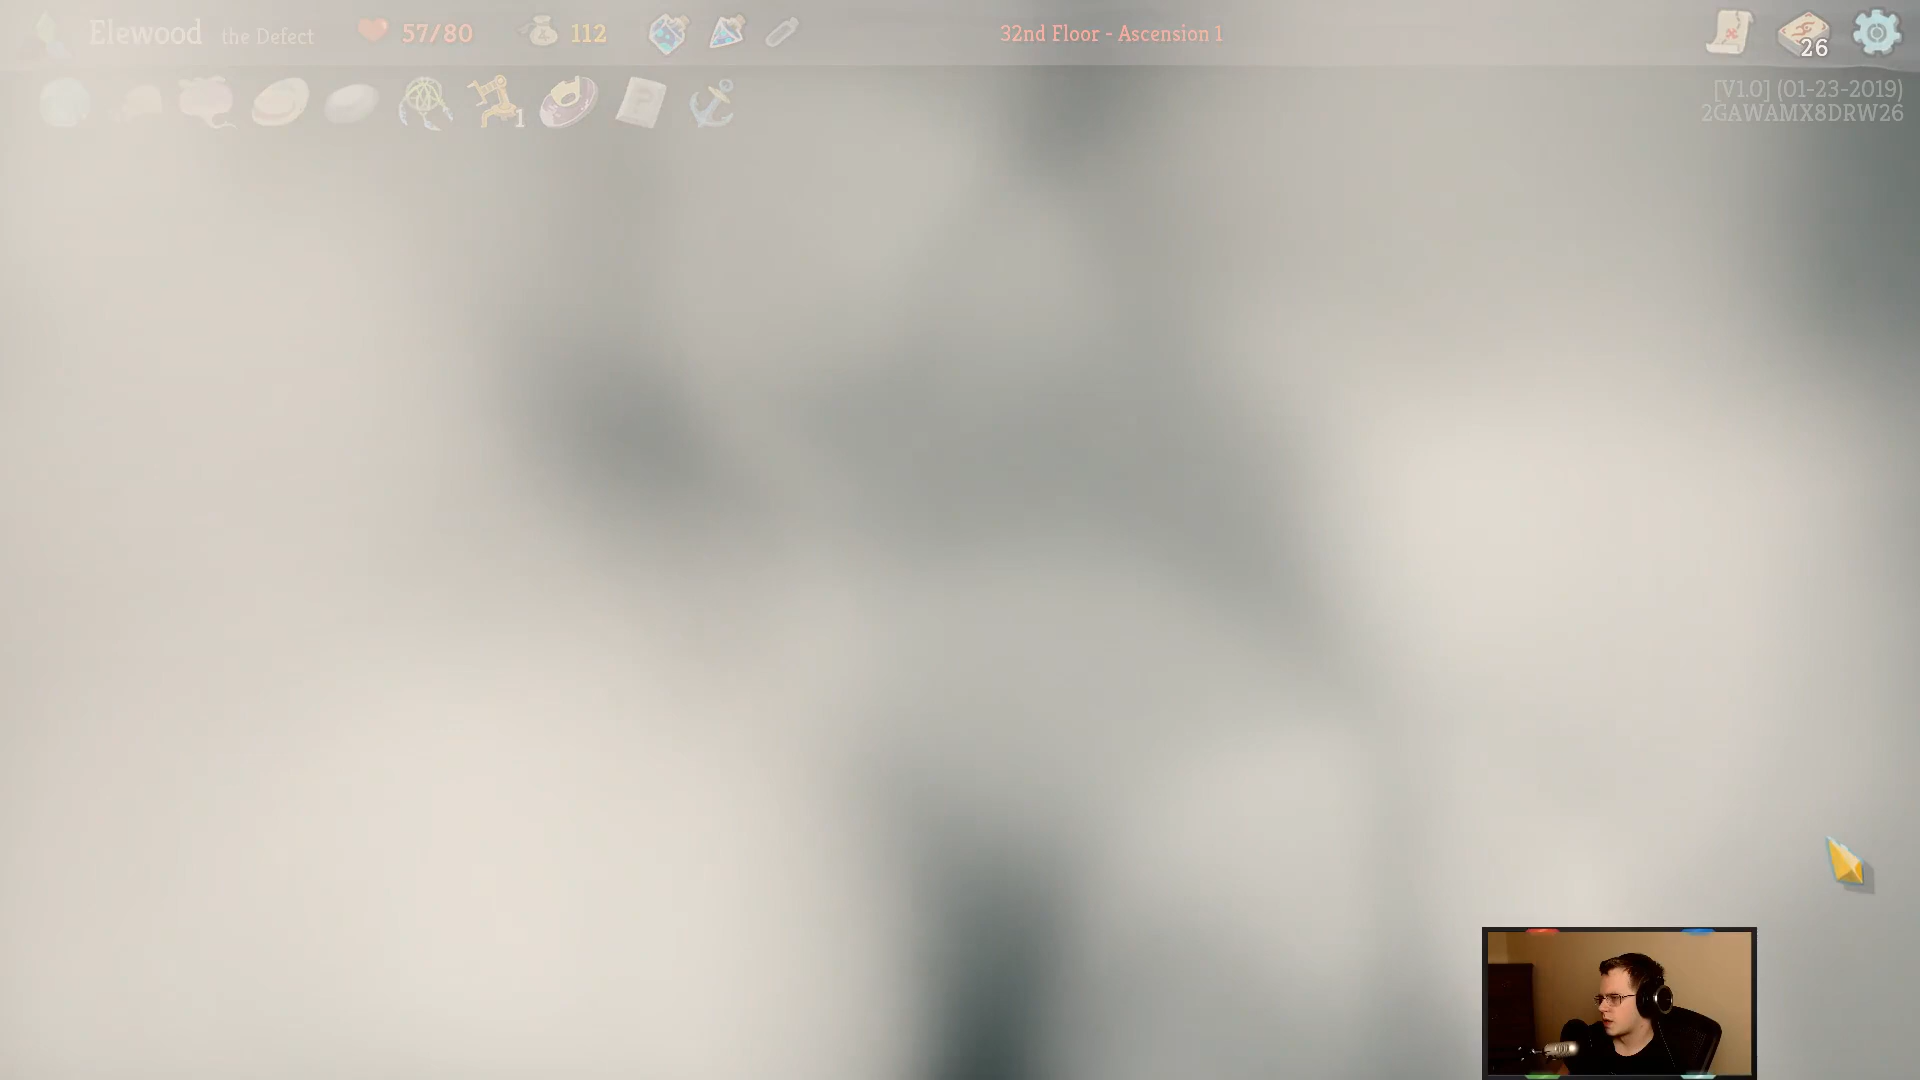 Elewood the Defect 57/80 112 32nd Floor - Ascension 1 26
1
?
[V1.0] (01-23-2019)
2GAWAMX8DRW26